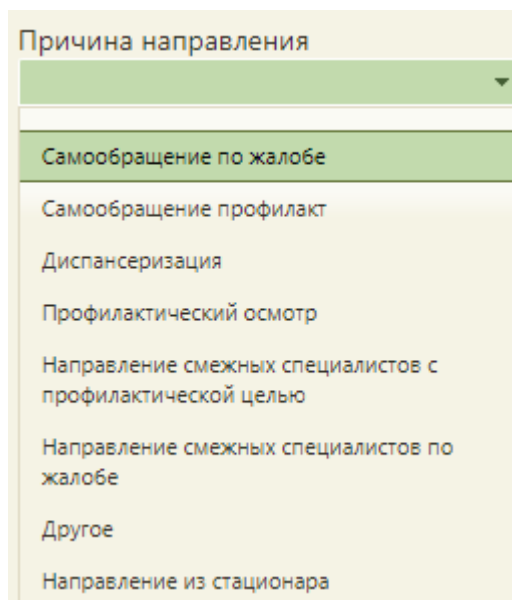 Причина направления
Самообращение по жалобе
Самообращение профилакт
Диспансеризация
Профилактический осмотр
Направление смежных специалистов с
профилактической целью
Направление смежных специалистов по
жалобе
Другое
Направление из стационара